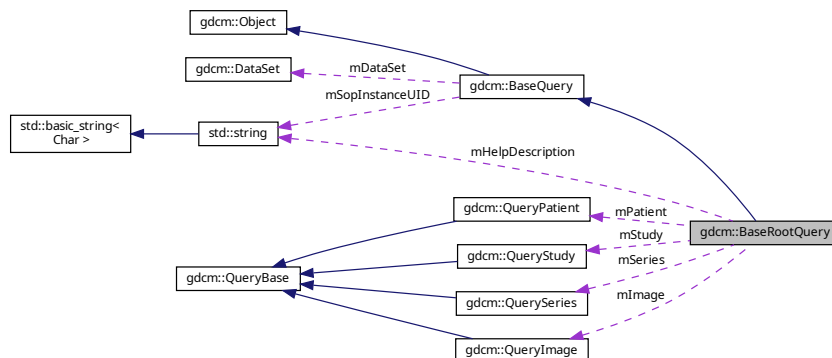 gdcm::Object
gdcm::DataSet
mDataSet
gdcm::BaseQuery
mSopInstanceUID
std::basic_string<
Char >
std::string
mHelpDescription
gdcm::QueryPatient
mPatient
gdcm::BaseRootQuery
mStudy
gdcm::QueryStudy
mSeries
gdcm::QueryBase
gdcm::QuerySeries
mImage
gdcm::QueryImage